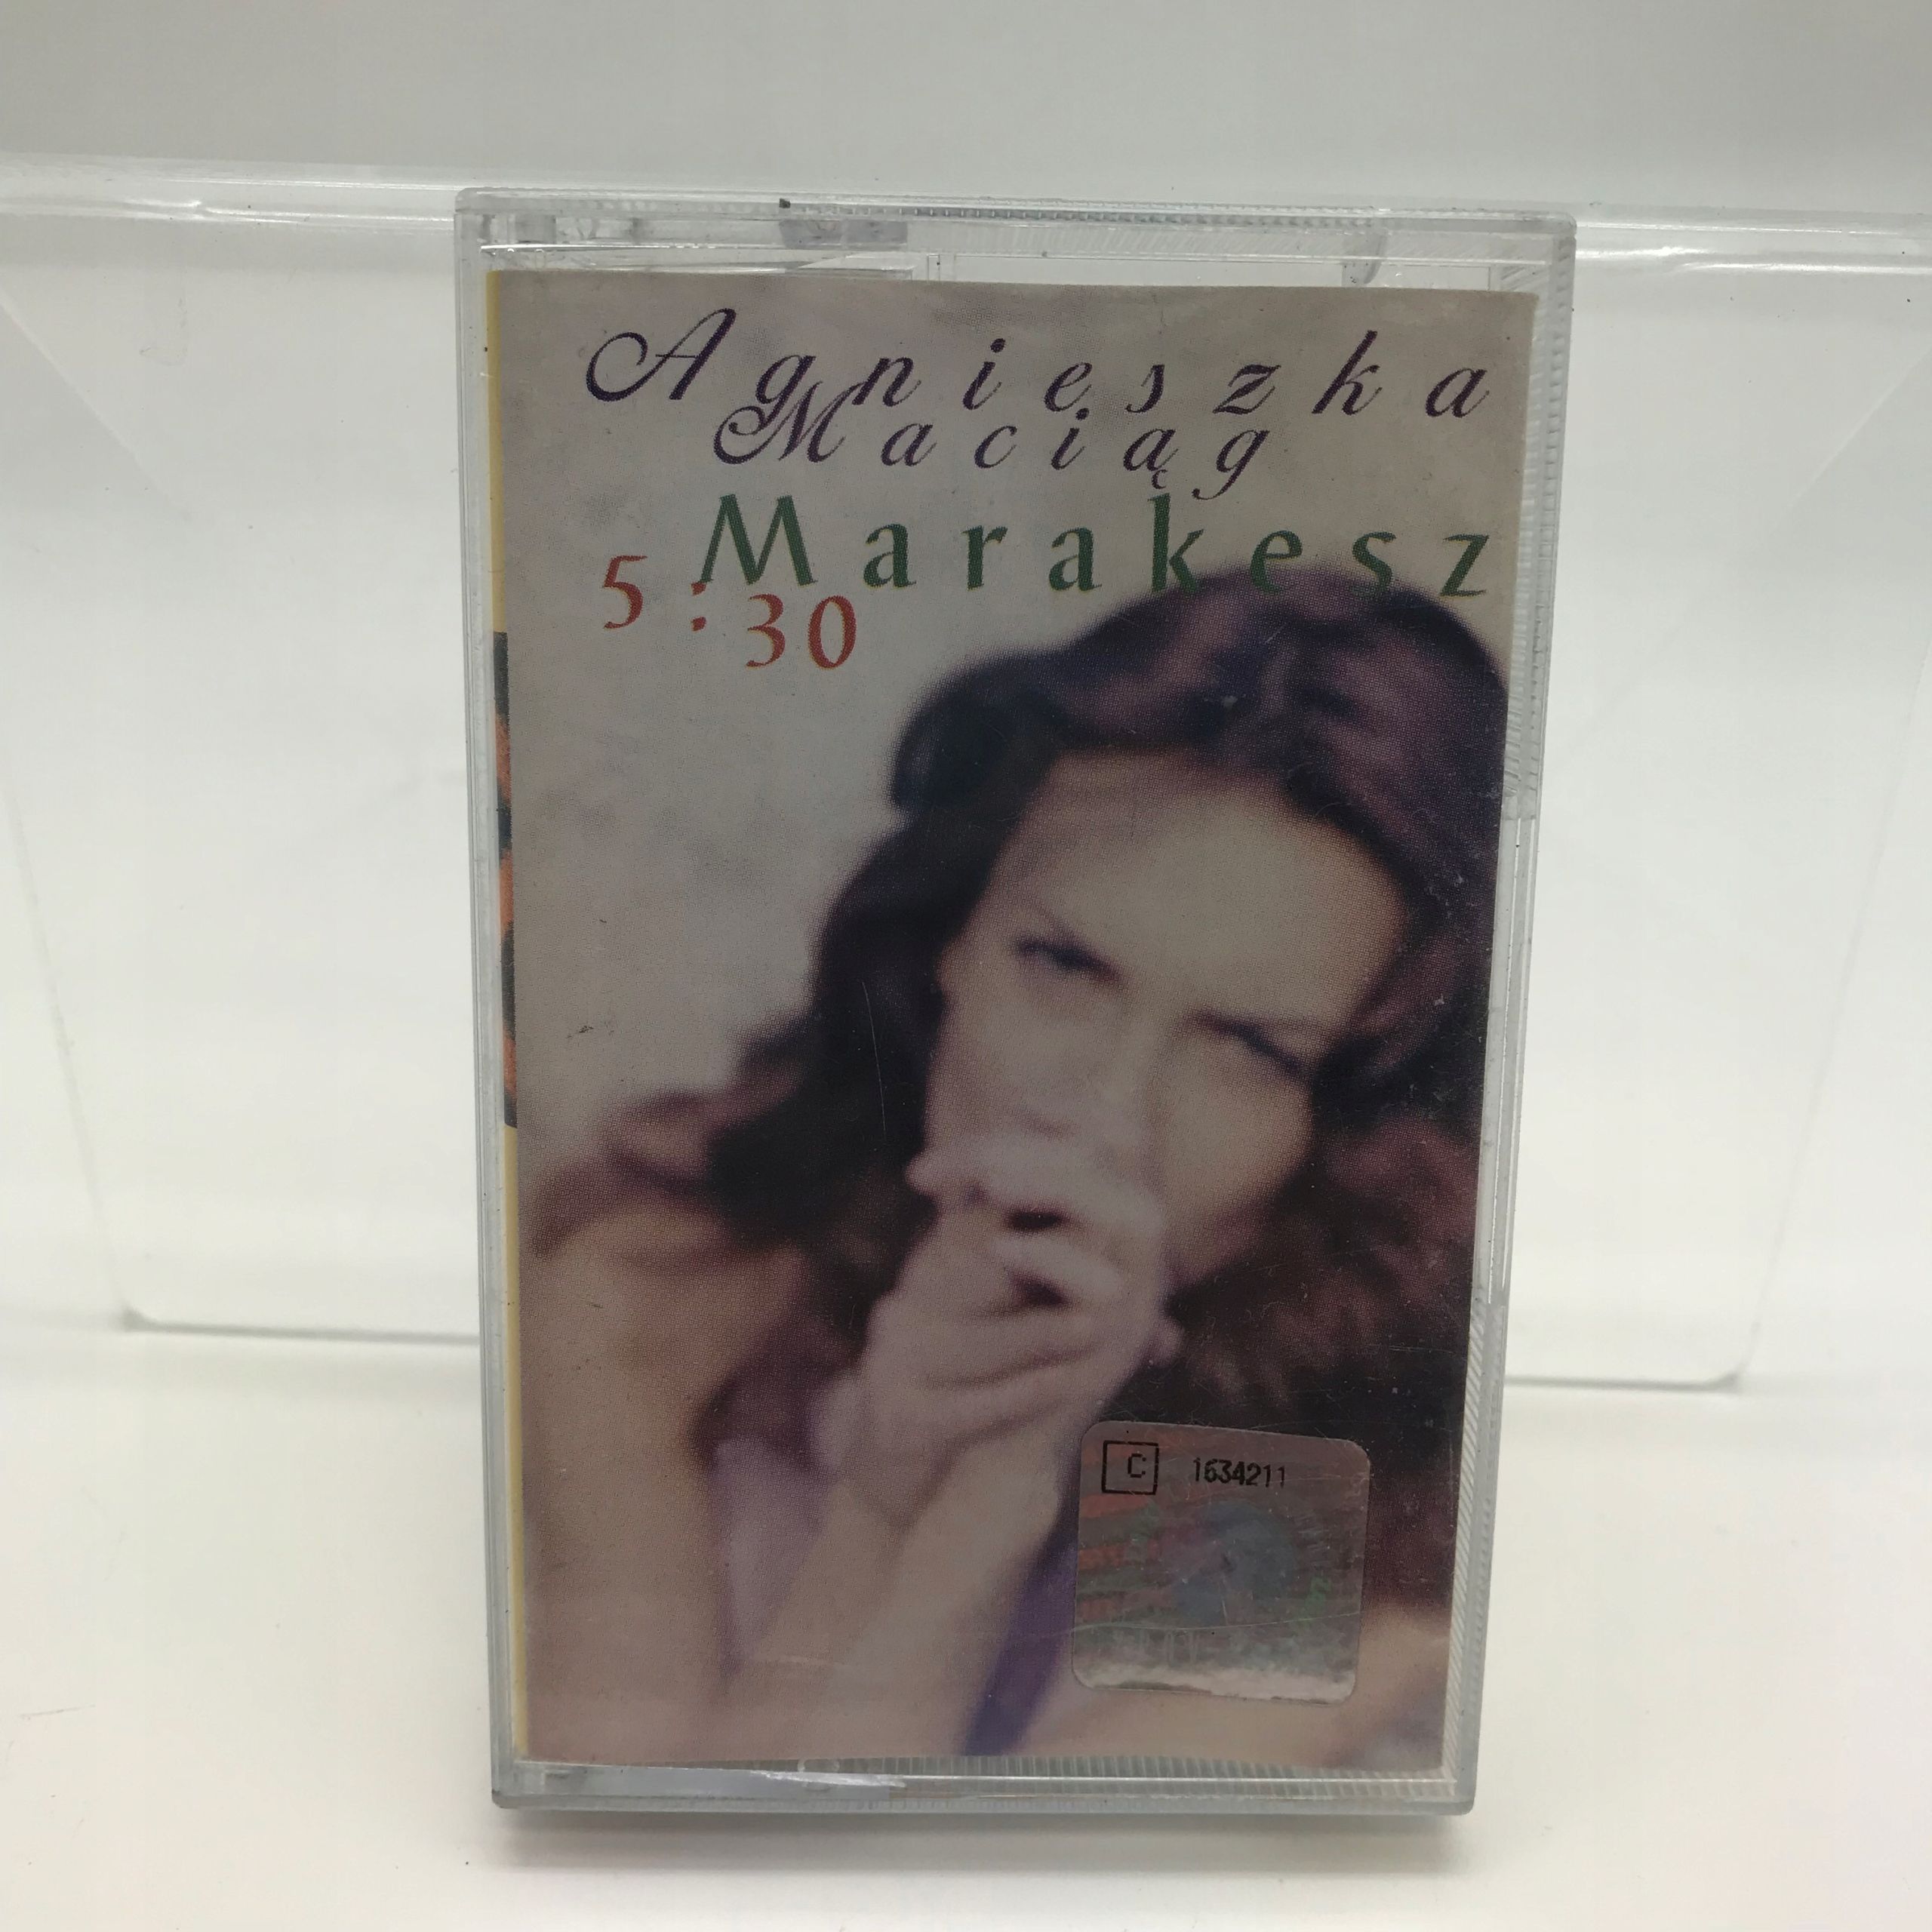 Agnieszka
Maciąg
Marakesz
5:30
C 1634211